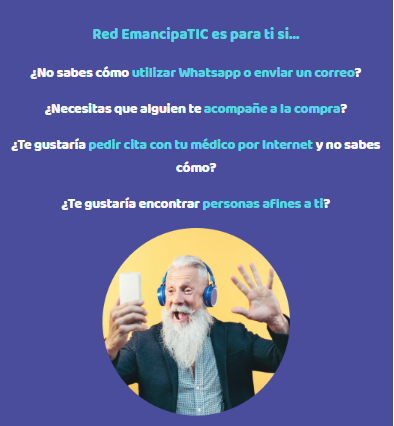 Red EmancipaTIC es para ti si...
¿No sabes cómo utilizar Whatsapp o enviar un correo?
¿Necesitas que alguien te acompañe a la compra?
¿Te gustaría pedir cita con tu médico por Internet y no sabes
cómo?
¿Te gustaría encontrar personas afines a ti?